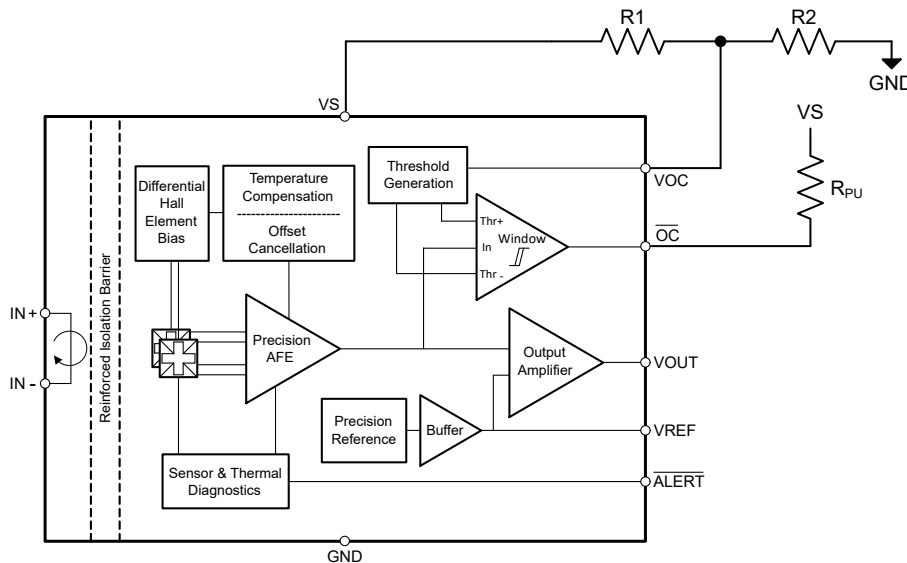 R1
R2
GND
VS
VS
R_PU
Differential
Hall
Element
Bias
Temperature
Compensation
Offset
Cancellation
Threshold
Generation
VOC
Thr+
Window
In
Thr -
OC
Reinforced Isolation Barrier
IN +
IN -
Precision
AFE
Output
Amplifier
VOUT
Precision
Reference
Buffer
VREF
Sensor & Thermal
Diagnostics
ALERT
GND